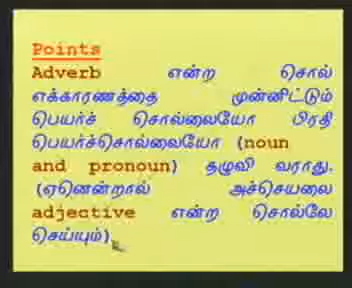 Points
Adverb என்ற சொல்
எக்காரணத்தை முன்னிட்டும்
பெயர்ச் சொல்லையோ பிரதி
பெயர்ச்சொல்லையோ (noun
and pronoun) தழுவி வராது.
(ஏனென்றால் அச்செயலை
adjective என்ற சொல்லே
செய்யும்)